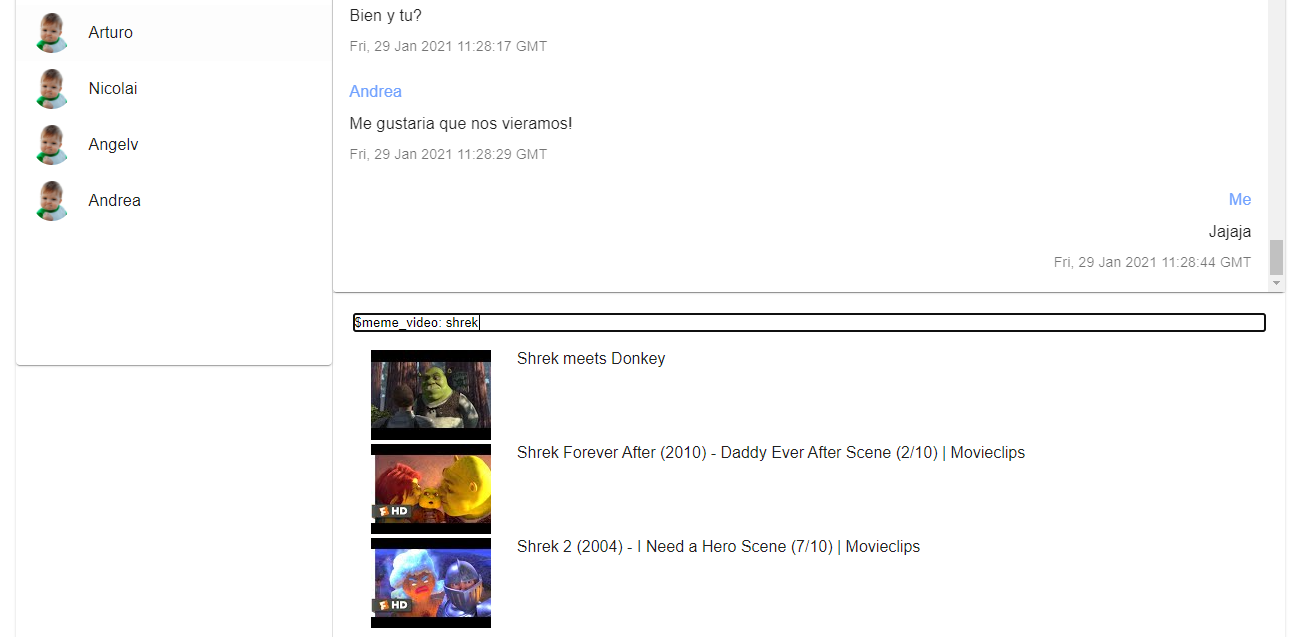 Arturo
Nicolai
Angelv
Andrea
Bien y tu?
Fri, 29 Jan 2021 11:28:17 GMT
Andrea
Me gustaria que nos vieramos!
Fri, 29 Jan 2021 11:28:29 GMT
Me
Jajaja
Fri, 29 Jan 2021 11:28:44 GMT
$meme_video: shrek
Shrek meets Donkey
Shrek Forever After (2010) - Daddy Ever After Scene (2/10) | Movieclips
HD
Shrek 2 (2004) - I Need a Hero Scene (7/10) | Movieclips
HD